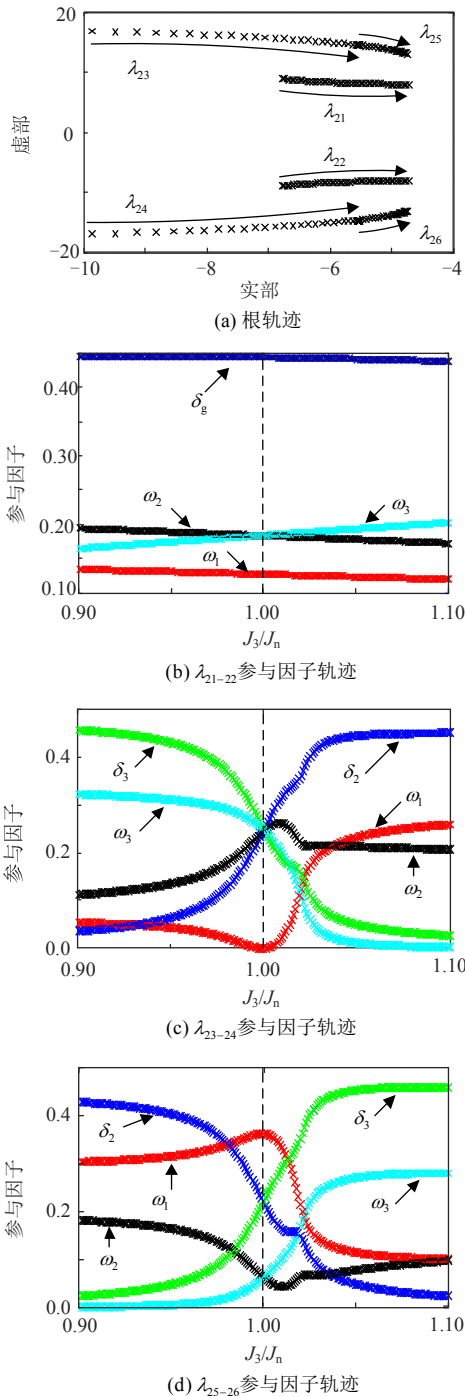 20
λ25
λ23
λ21
虚部
0
λ22
λ24
λ26
−20
−10
−8
−6
−4
实部
(a) 根轨迹
0.40
δg
0.30
参与因子
ω2
ω3
0.20
ω1
0.10
0.90
1.00
1.10
J3/Jn
(b) λ21−22参与因子轨迹
0.4
δ3
δ2
ω3
ω1
参与因子
0.2
ω2
0.0
0.90
1.00
1.10
J3/Jn
(c) λ23−24参与因子轨迹
0.4
δ2
δ3
参与因子
ω1
ω3
0.2
ω2
0.0
0.90
1.00
1.10
J3/Jn
(d) λ25−26参与因子轨迹